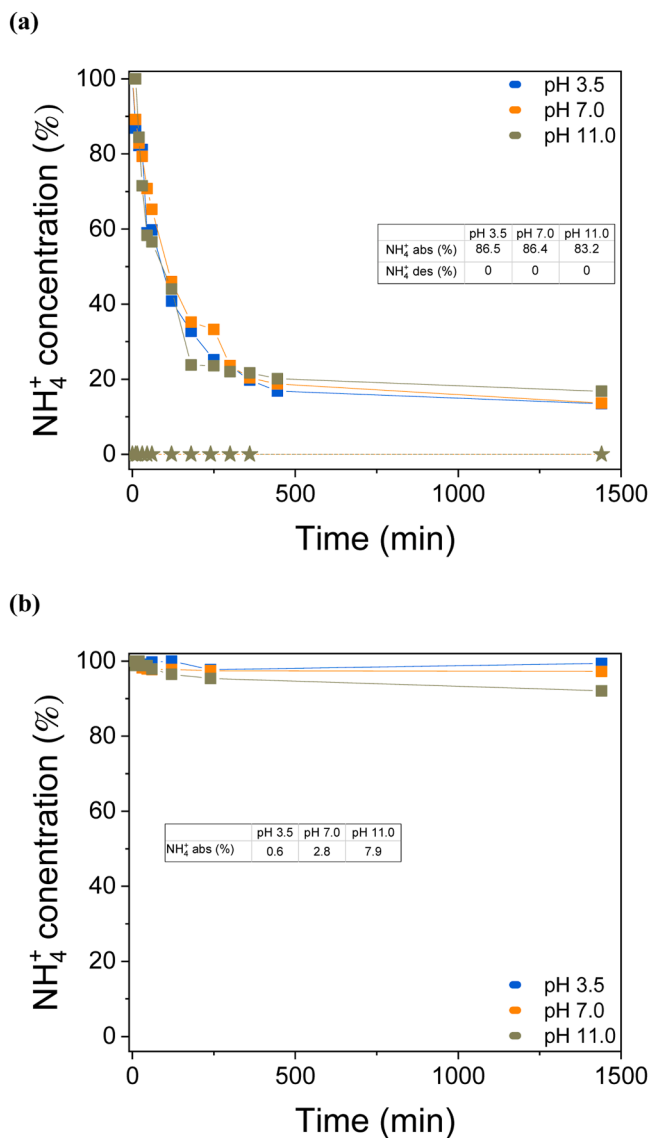 (a)
100
80
60
40
20
0
NH₄⁺ concentration (%)
pH 3.5
pH 7.0
pH 11.0
pH 3.5 pH 7.0 pH 11.0
NH₄⁺ abs (%) 86.5 86.4 83.2
NH₄⁺ des (%) 0 0 0
0 500 1000 1500
Time (min)
(b)
100
80
60
40
20
0
NH₄⁺ conentration (%)
pH 3.5 pH 7.0 pH 11.0
NH₄⁺ abs (%) 0.6 2.8 7.9
pH 3.5
pH 7.0
pH 11.0
0 500 1000 1500
Time (min)